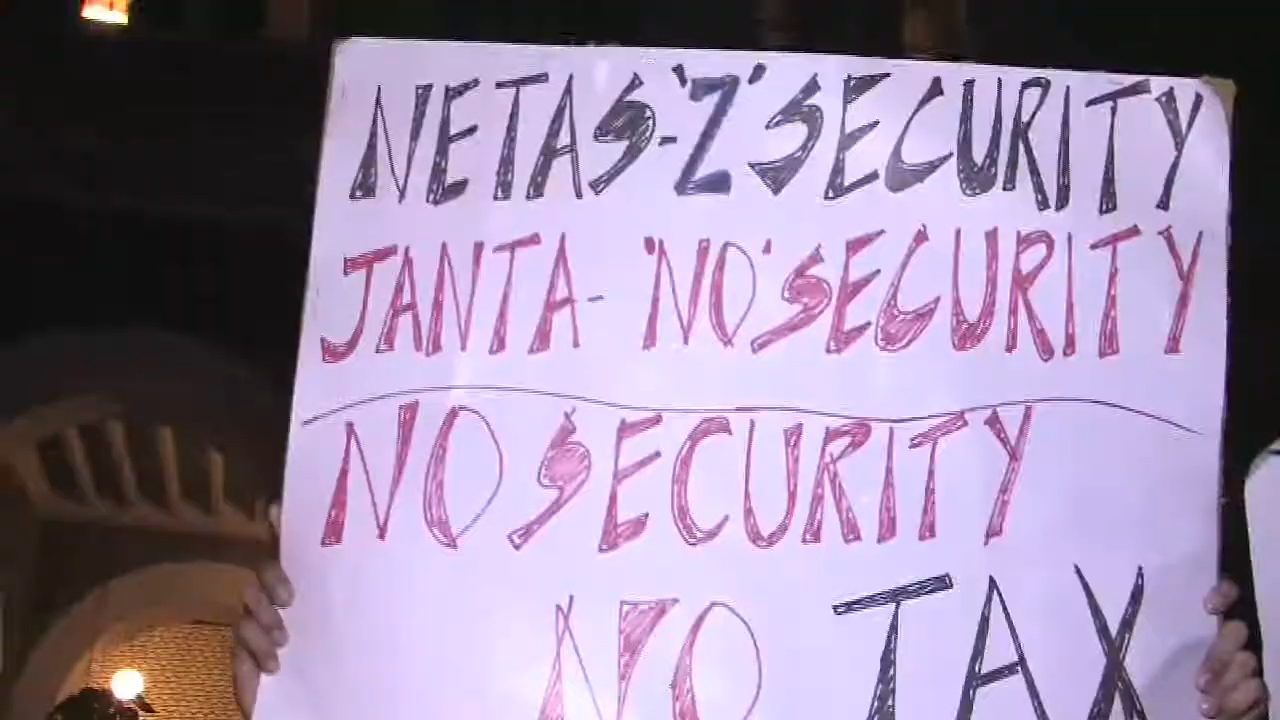 NETAS-'Z' SECURITY
JANTA- 'NO' SECURITY
NO SECURITY
NO TAX